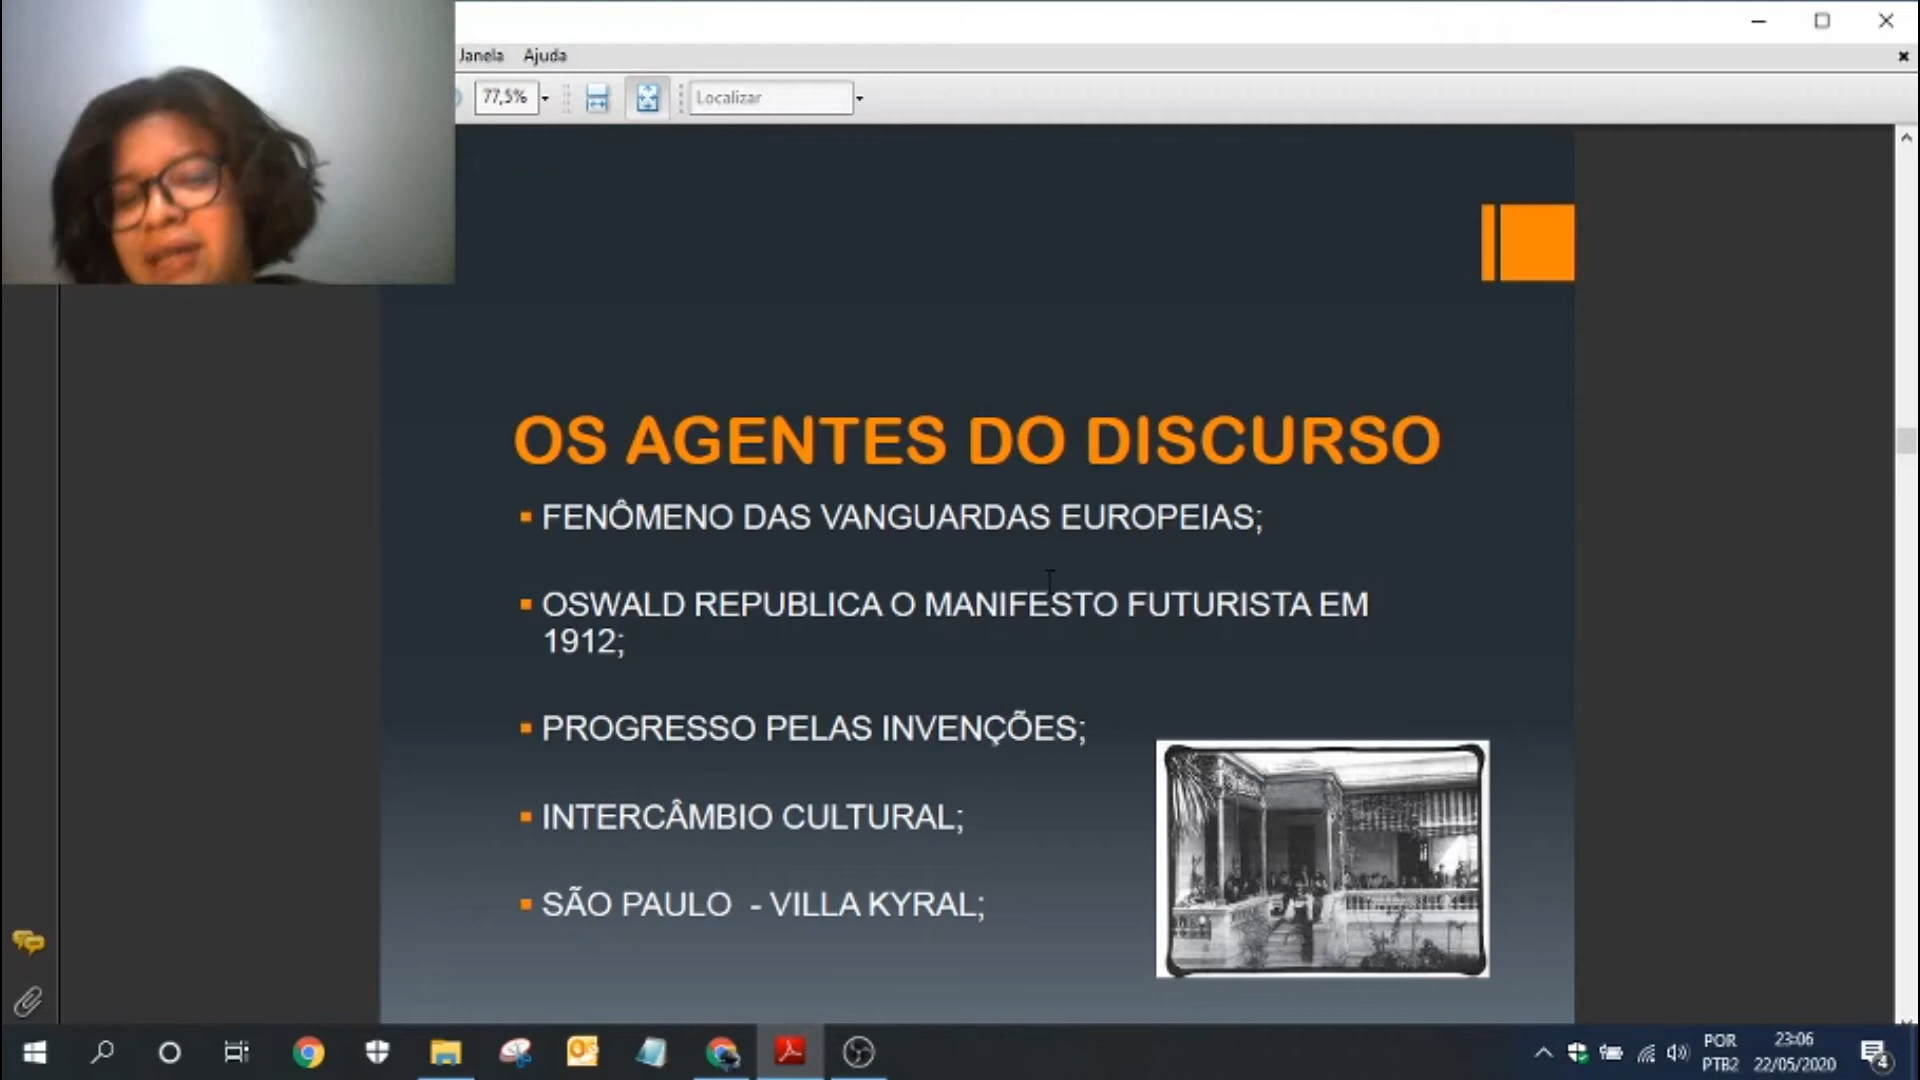 Janela Ajuda
77,5%
Localizar
OS AGENTES DO DISCURSO
FENÔMENO DAS VANGUARDAS EUROPEIAS;
OSWALD REPUBLICA O MANIFESTO FUTURISTA EM
1912;
PROGRESSO PELAS INVENÇÕES;
INTERCÂMBIO CULTURAL;
SÃO PAULO - VILLA KYRAL;
POR
PTB2
23:06
22/05/2020
4